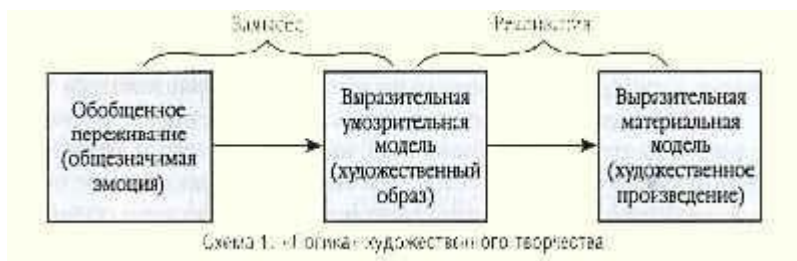 Замысел
Реализация
Обобщенное
переживание
(общезначимая
эмоция)
Выразительная
умозрительная
модель
(художественный
образ)
Выразительная
материальная
модель
(художественное
произведение)
Схема 1. «Логика» художественного творчества